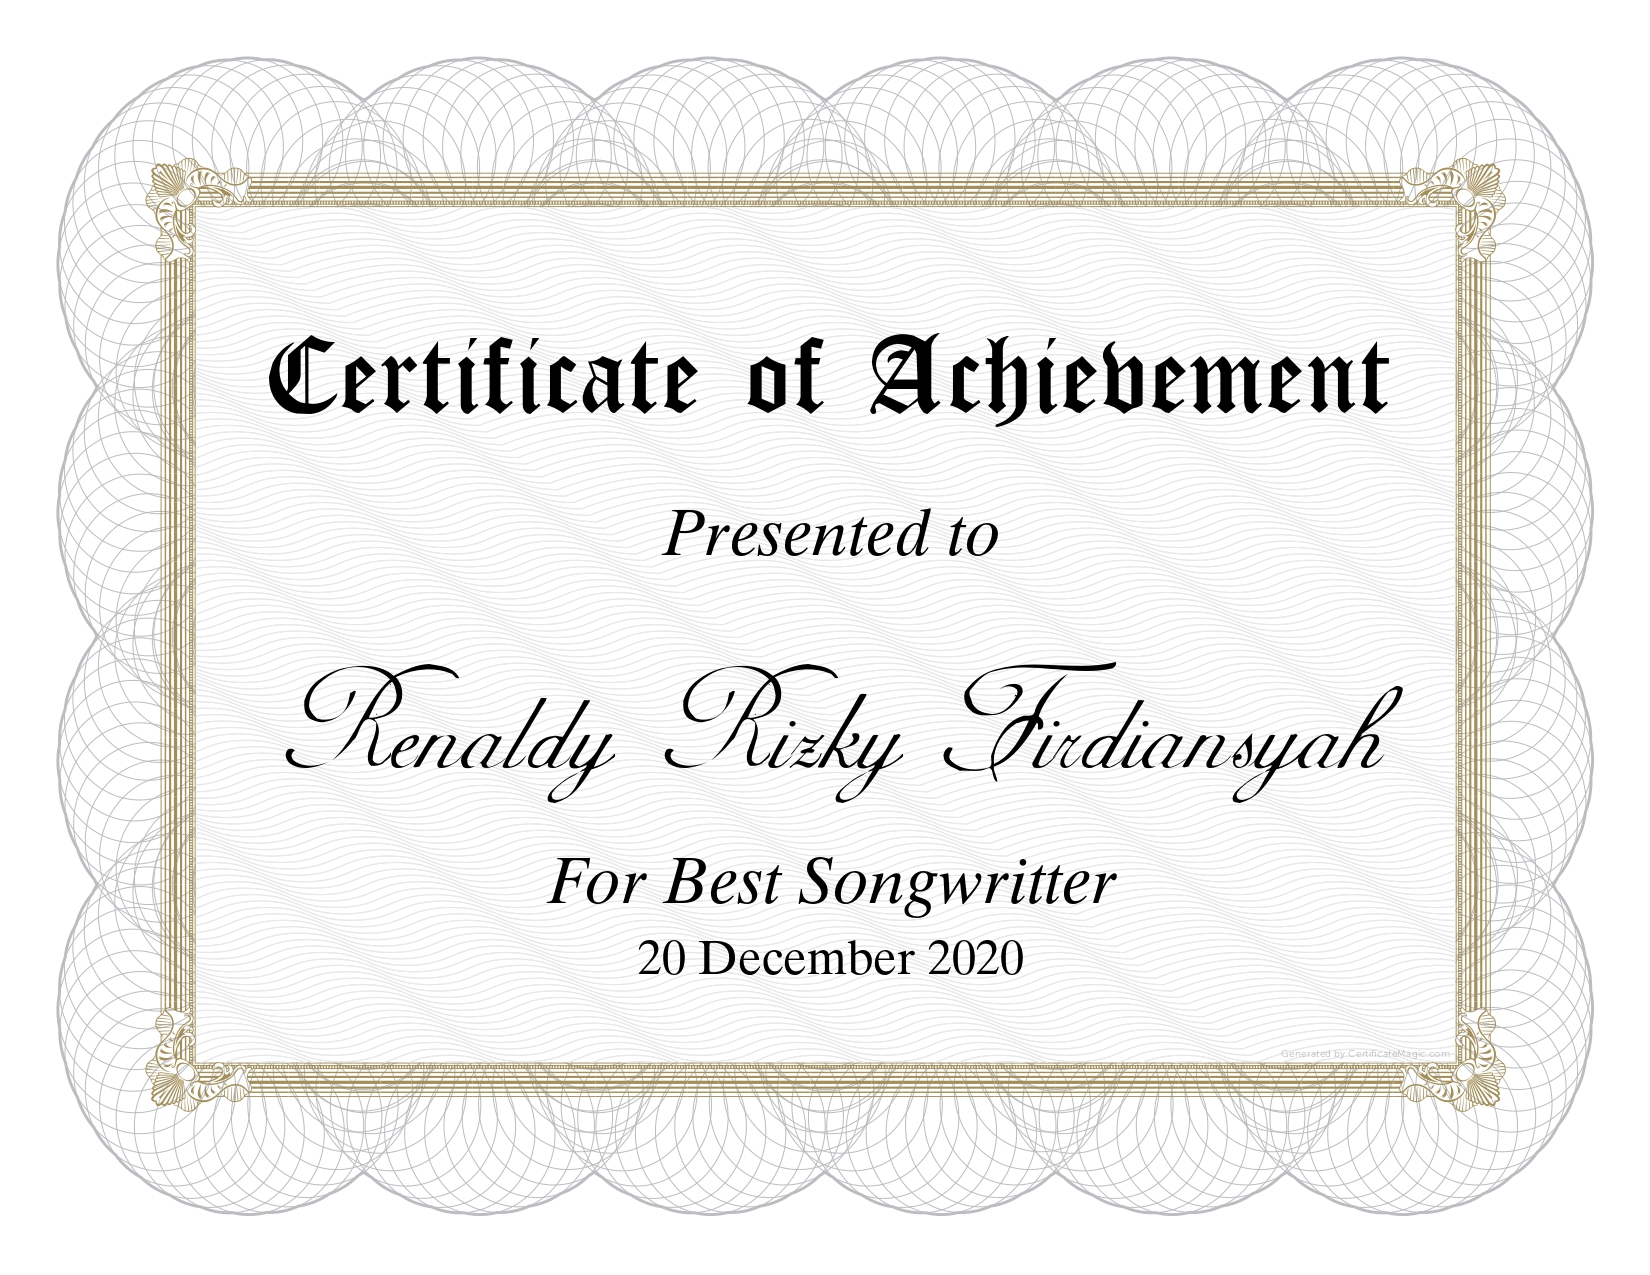 Certificate of Achievement
Presented to
Renaldy Rizky Firdiansyah
For Best Songwritter
20 December 2020
Generated by CertificateMagic.com